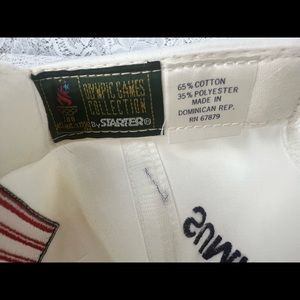 OLYMPIC GAMES
COLLECTION
By STARTER®
65% COTTON
35% POLYESTER
MADE IN
DOMINICAN REP.
RN 67879